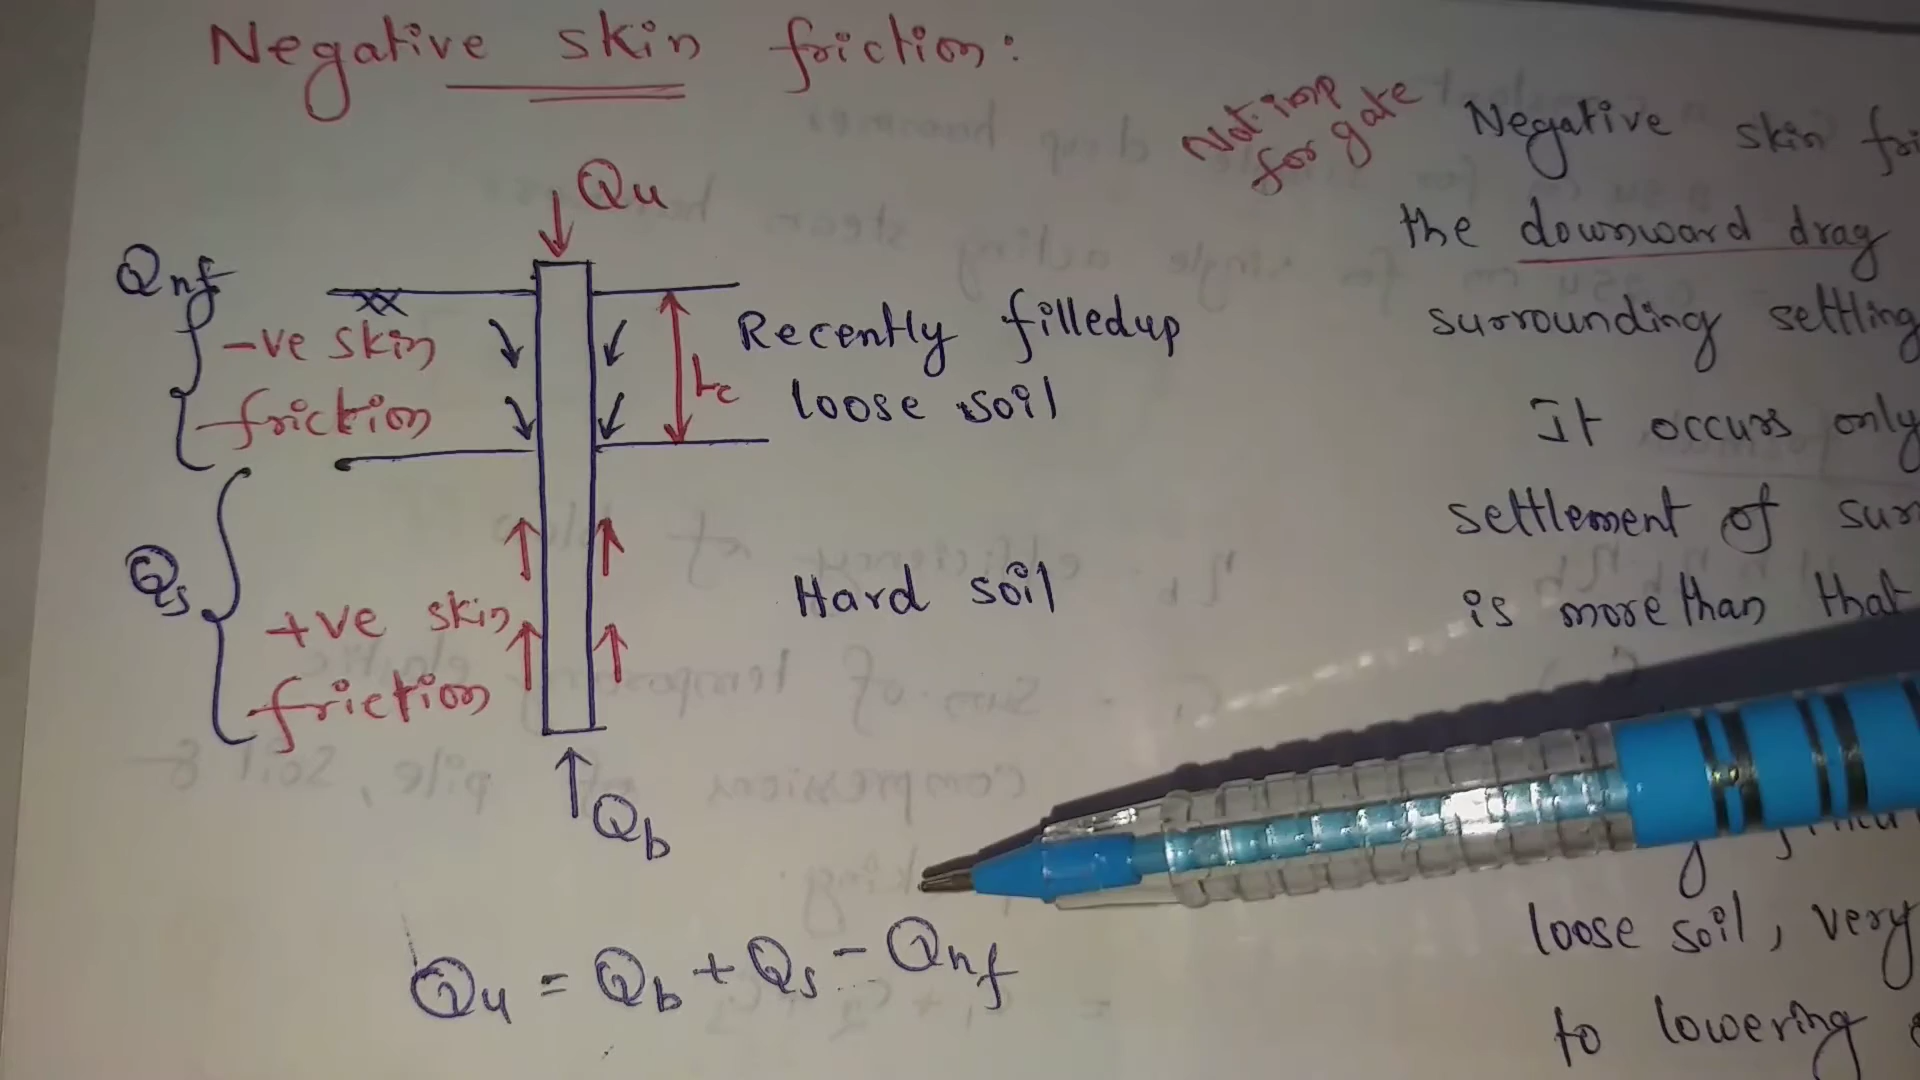 Negative skin friction:
Not imp
for gate
Qu
Qnf
-ve skin
friction
Lc
Recently filledup
loose soil
Qs
+ve skin
friction
Hard soil
Qb
Qu = Qb + Qs - Qnf
Negative skin
the downward drag
surrounding settling
It occurs only
settlement of
is more than that
loose soil, very
to lowering